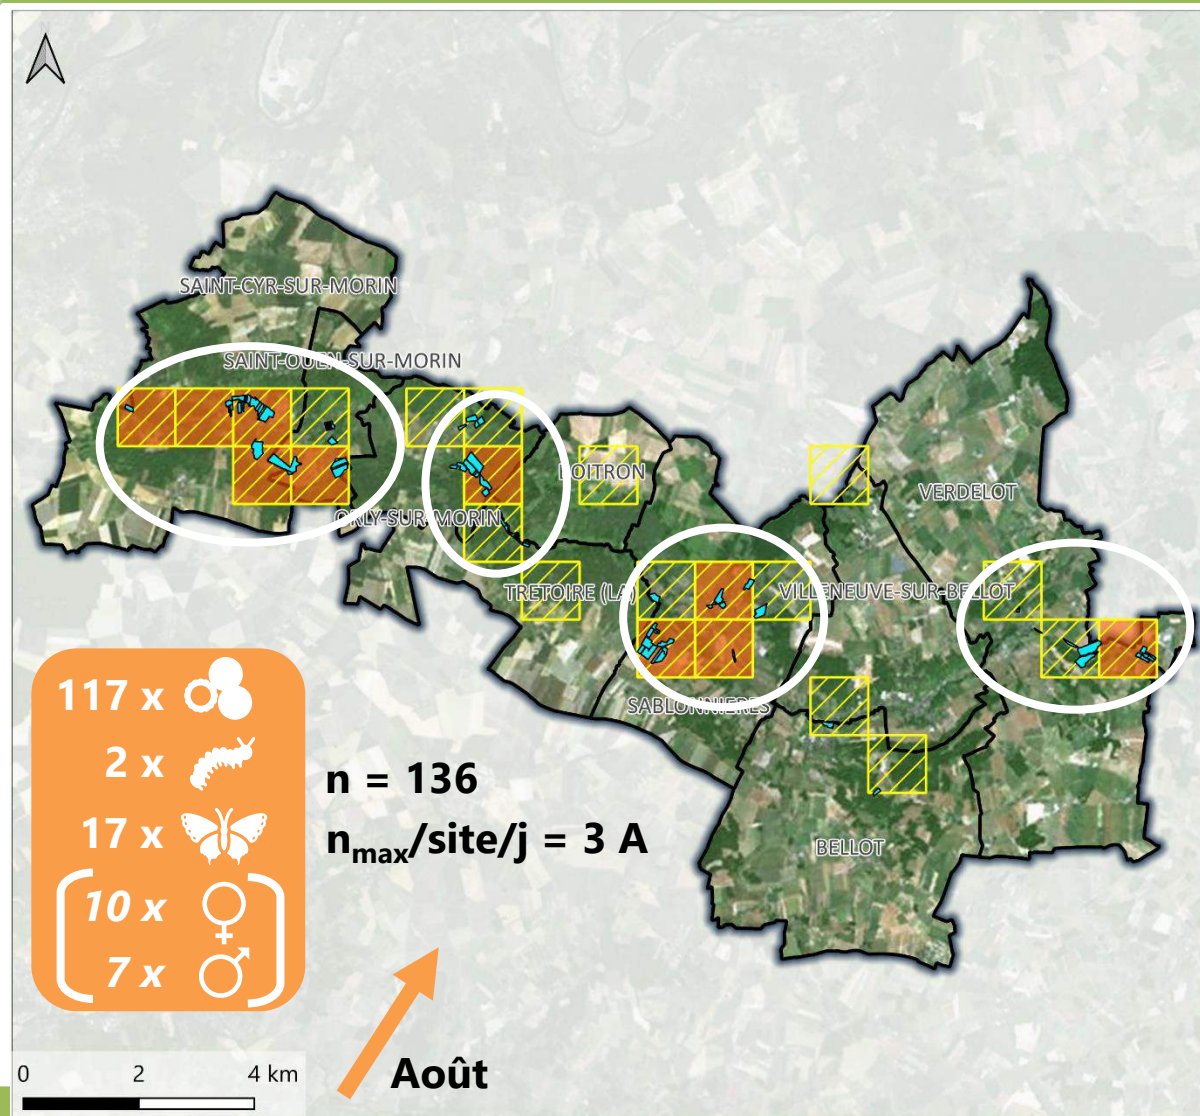 SAINT-CYR-SUR-MORIN
SAINT-OUEN-SUR-MORIN
BOITRON
VERDELOT
ORLY-SUR-MORIN
TRETOIRE (LA)
VILLENEUVE-SUR-BELLOT
SABLONNIERES
BELLOT
117 x
2 x
17 x
10 x
7 x
n = 136
nmax/site/j = 3 A
Août
0 2 4 km